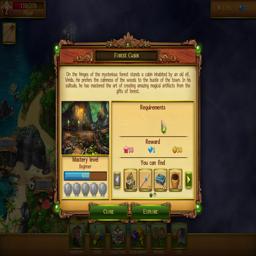 Forest Cabin
On the fringes of the mysterious forest stands a cabin inhabited by an old elf,
Vinda. He prefers the calmness of the woods to the bustle of the town. In his
solitude, he has mastered the art of creating amazing magical artifacts from the
gifts of forest.
Requirements
Reward
Mastery level
Beginner
You can find
Close
Explore